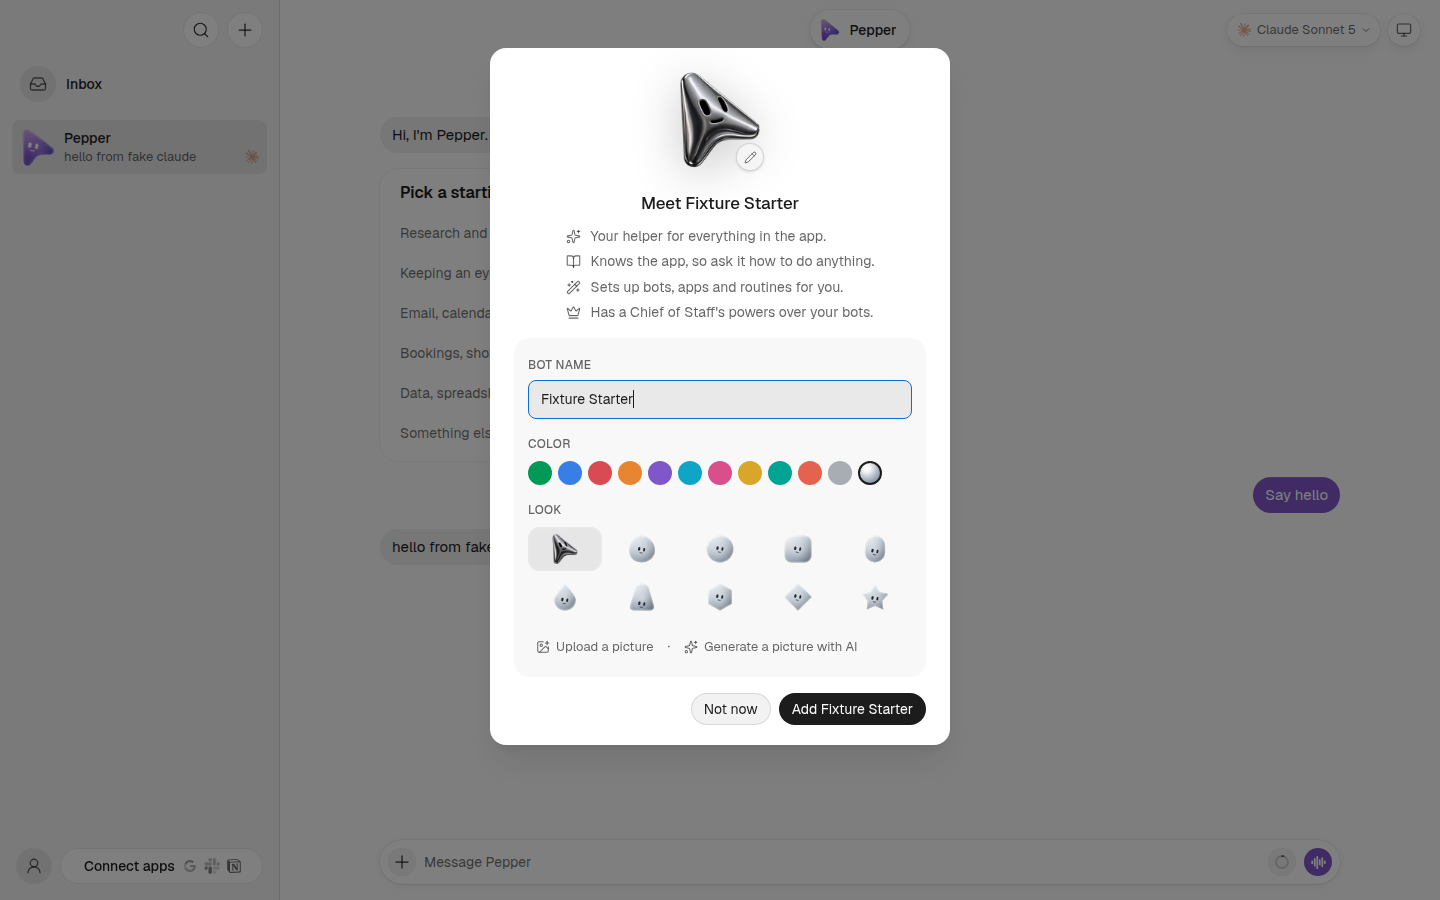 Pepper
Claude Sonnet 5
Inbox
Pepper
hello from fake claude
Hi, I'm Pepper.
Pick a starti
Research and
Keeping an ey
Email, calenda
Bookings, sho
Data, spreads
Something els
Say hello
hello from fake
Meet Fixture Starter
Your helper for everything in the app.
Knows the app, so ask it how to do anything.
Sets up bots, apps and routines for you.
Has a Chief of Staff's powers over your bots.
BOT NAME
Fixture Starter
COLOR
LOOK
Upload a picture · Generate a picture with AI
Not now
Add Fixture Starter
Connect apps
Message Pepper